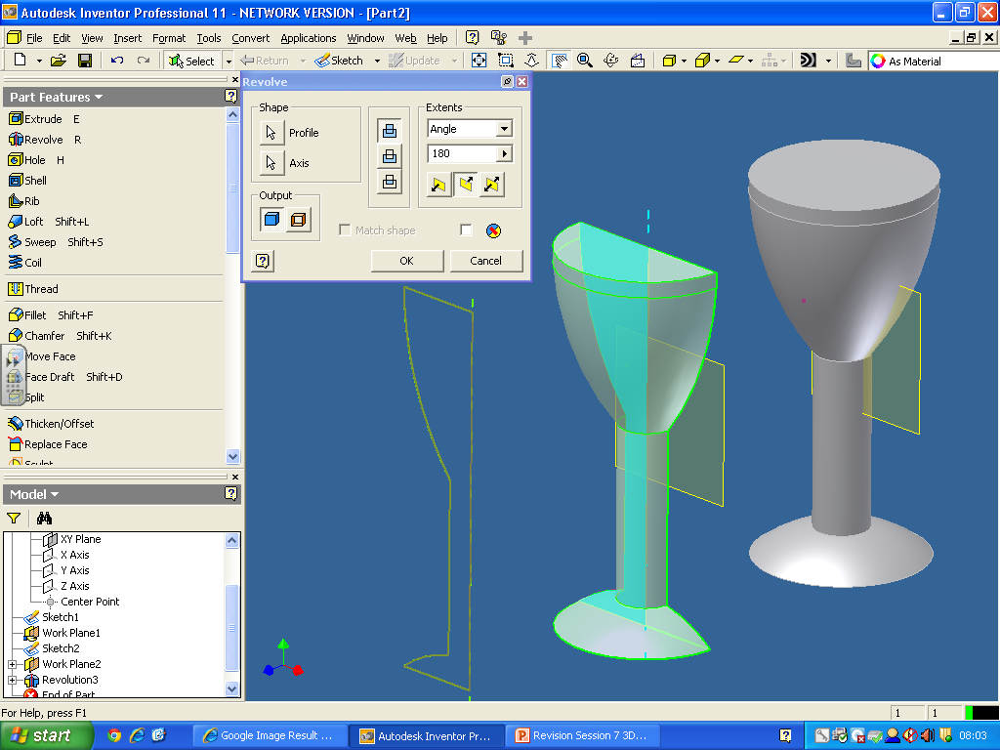 Autodesk Inventor Professional 11 - NETWORK VERSION - [Part2]
File Edit View Insert Format Tools Convert Applications Window Web Help
Select Return Sketch Update As Material
Part Features
Extrude E
Revolve R
Hole H
Shell
Rib
Loft Shift+L
Sweep Shift+S
Coil
Thread
Fillet Shift+F
Chamfer Shift+K
Move Face
Face Draft Shift+D
Split
Thicken/Offset
Replace Face
Sculpt
Revolve
Shape
Profile
Axis
Output
Extents
Angle
180
Match shape
OK Cancel
Model
XY Plane
X Axis
Y Axis
Z Axis
Center Point
Sketch1
Work Plane1
Sketch2
Work Plane2
Revolution3
End of Part
For Help, press F1
1 1
start
Google Image Result ...
Autodesk Inventor Pr...
Revision Session 7 3D...
08:03